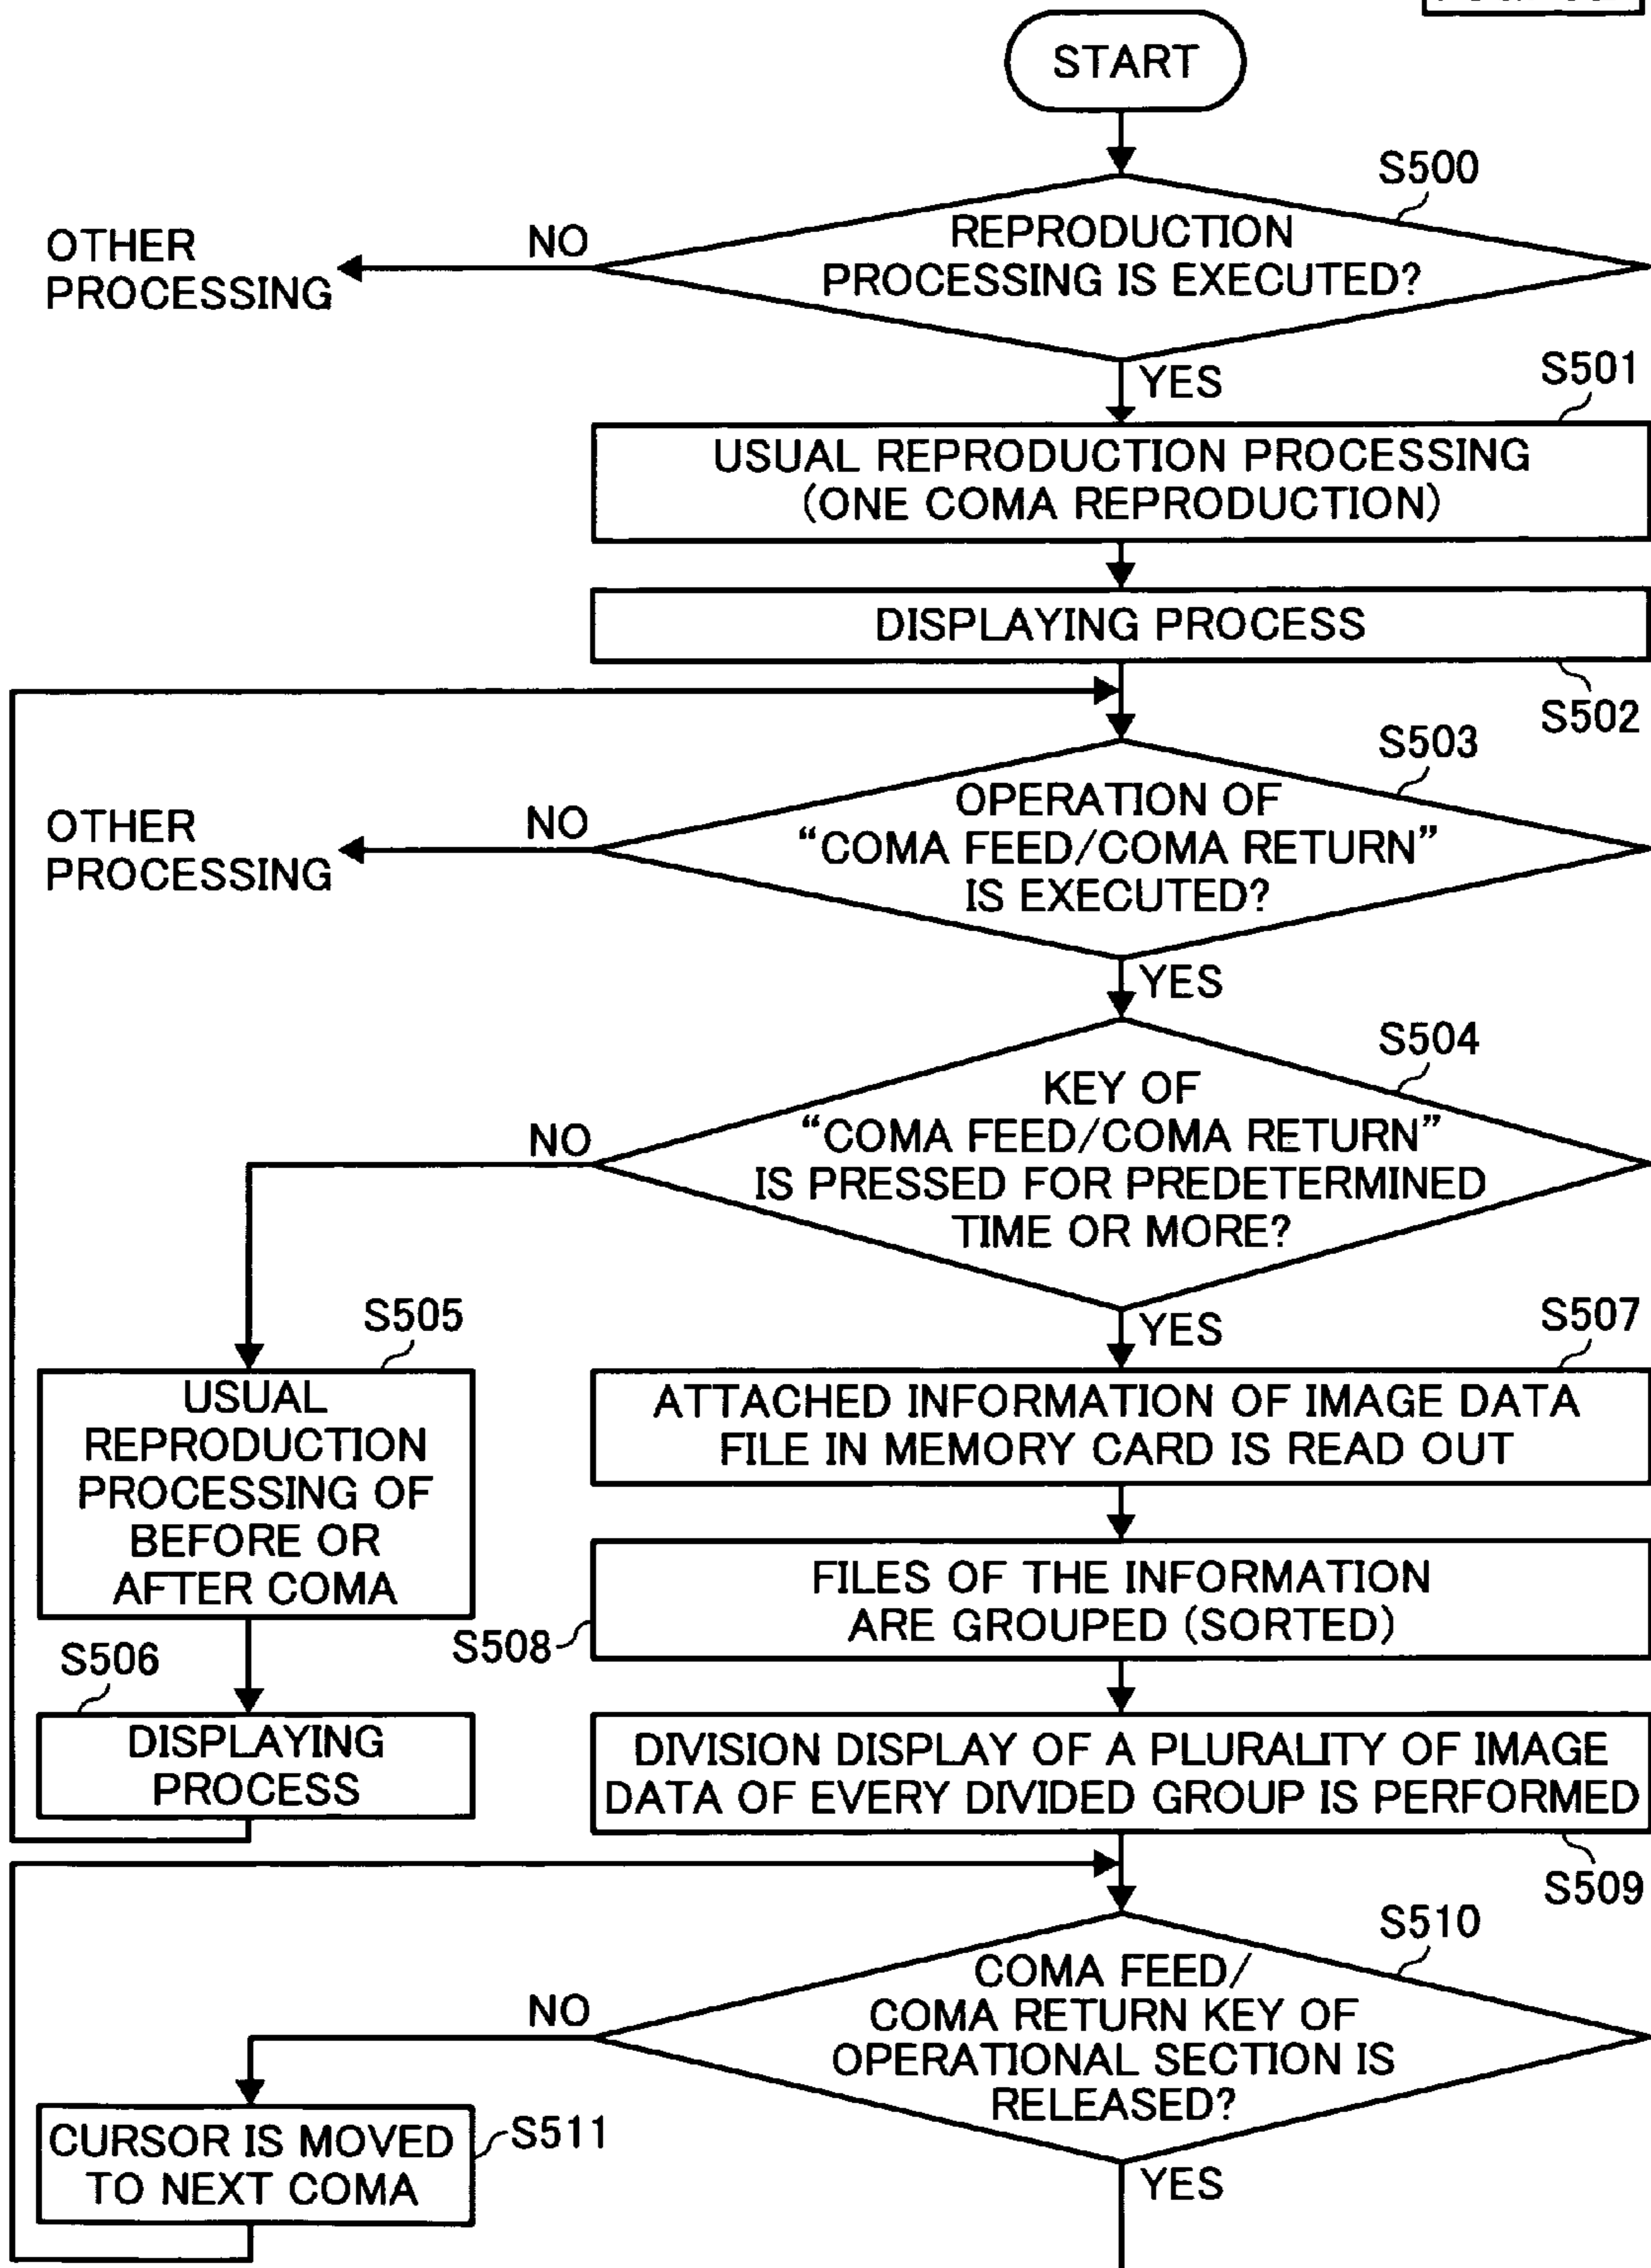 START
S500
REPRODUCTION
PROCESSING IS EXECUTED?
NO
OTHER
PROCESSING
YES
S501
USUAL REPRODUCTION PROCESSING
(ONE COMA REPRODUCTION)
DISPLAYING PROCESS
S502
S503
OPERATION OF
“COMA FEED/COMA RETURN”
IS EXECUTED?
NO
OTHER
PROCESSING
YES
S504
KEY OF
“COMA FEED/COMA RETURN”
IS PRESSED FOR PREDETERMINED
TIME OR MORE?
NO
YES
S505
USUAL
REPRODUCTION
PROCESSING OF
BEFORE OR
AFTER COMA
S506
DISPLAYING
PROCESS
S507
ATTACHED INFORMATION OF IMAGE DATA
FILE IN MEMORY CARD IS READ OUT
FILES OF THE INFORMATION
ARE GROUPED (SORTED)
S508
DIVISION DISPLAY OF A PLURALITY OF IMAGE
DATA OF EVERY DIVIDED GROUP IS PERFORMED
S509
S510
COMA FEED/
COMA RETURN KEY OF
OPERATIONAL SECTION IS
RELEASED?
NO
CURSOR IS MOVED
TO NEXT COMA
S511
YES